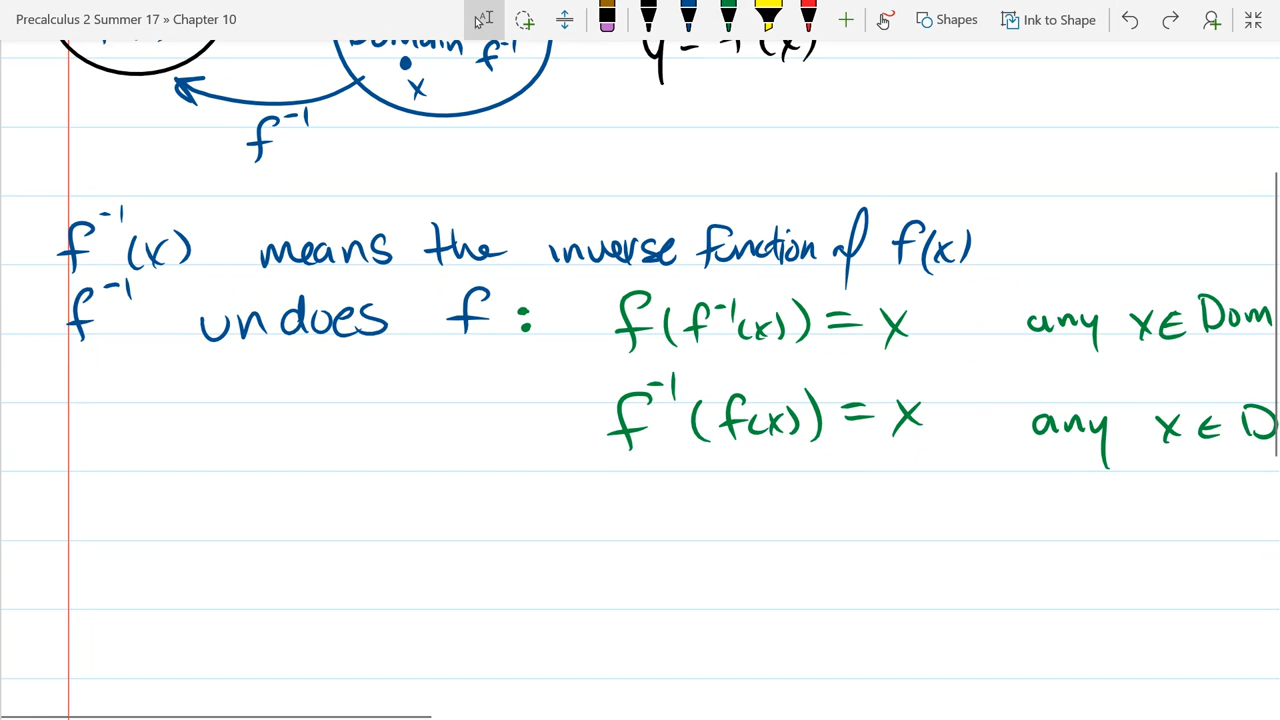 Precalculus 2 Summer 17 » Chapter 10
Shapes
Ink to Shape
Domain f⁻¹
y = f(x)
x
f⁻¹
f⁻¹(x) means the inverse function of f(x)
f⁻¹ undoes f : f(f⁻¹(x)) = x any x ∈ Dom
f⁻¹(f(x)) = x any x ∈ D